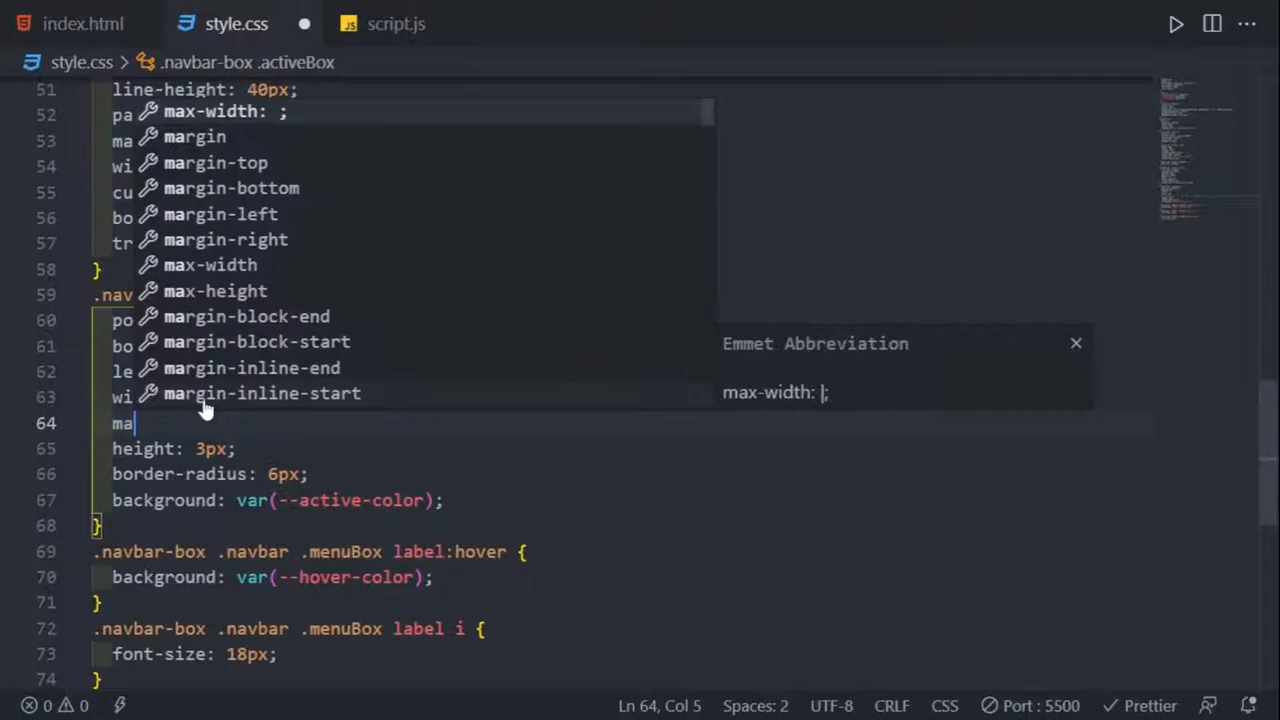 index.html style.css script.js
style.css > .navbar-box .activeBox
51 line-height: 40px;
52 pa max-width: ;
53 ma margin
margin-top
54 wi margin-bottom
55 cu margin-left
56 bo margin-right
57 tr max-width
58 } max-height
59 .nav margin-block-end
60 po margin-block-start
61 bo margin-inline-end
62 le margin-inline-start
63 wi
Emmet Abbreviation
max-width: |;
64 ma
65 height: 3px;
66 border-radius: 6px;
67 background: var(--active-color);
68 }
69 .navbar-box .navbar .menuBox label:hover {
70 background: var(--hover-color);
71 }
72 .navbar-box .navbar .menuBox label i {
73 font-size: 18px;
74 }
0 0 Ln 64, Col 5 Spaces: 2 UTF-8 CRLF CSS Port : 5500 Prettier